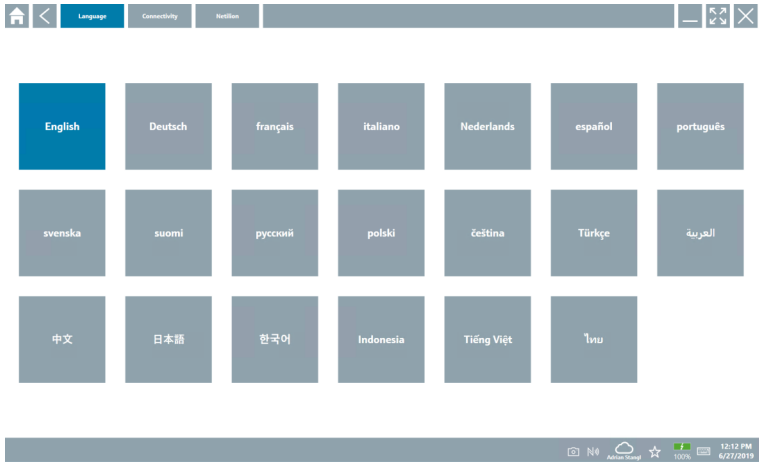 Language Connectivity Netilion
English Deutsch français italiano Nederlands español português
svenska suomi русский polski čeština Türkçe العربية
中文 日本語 한국어 Indonesia Tiếng Việt ไทย
Adrian Stangl 100% 12:12 PM
6/27/2019